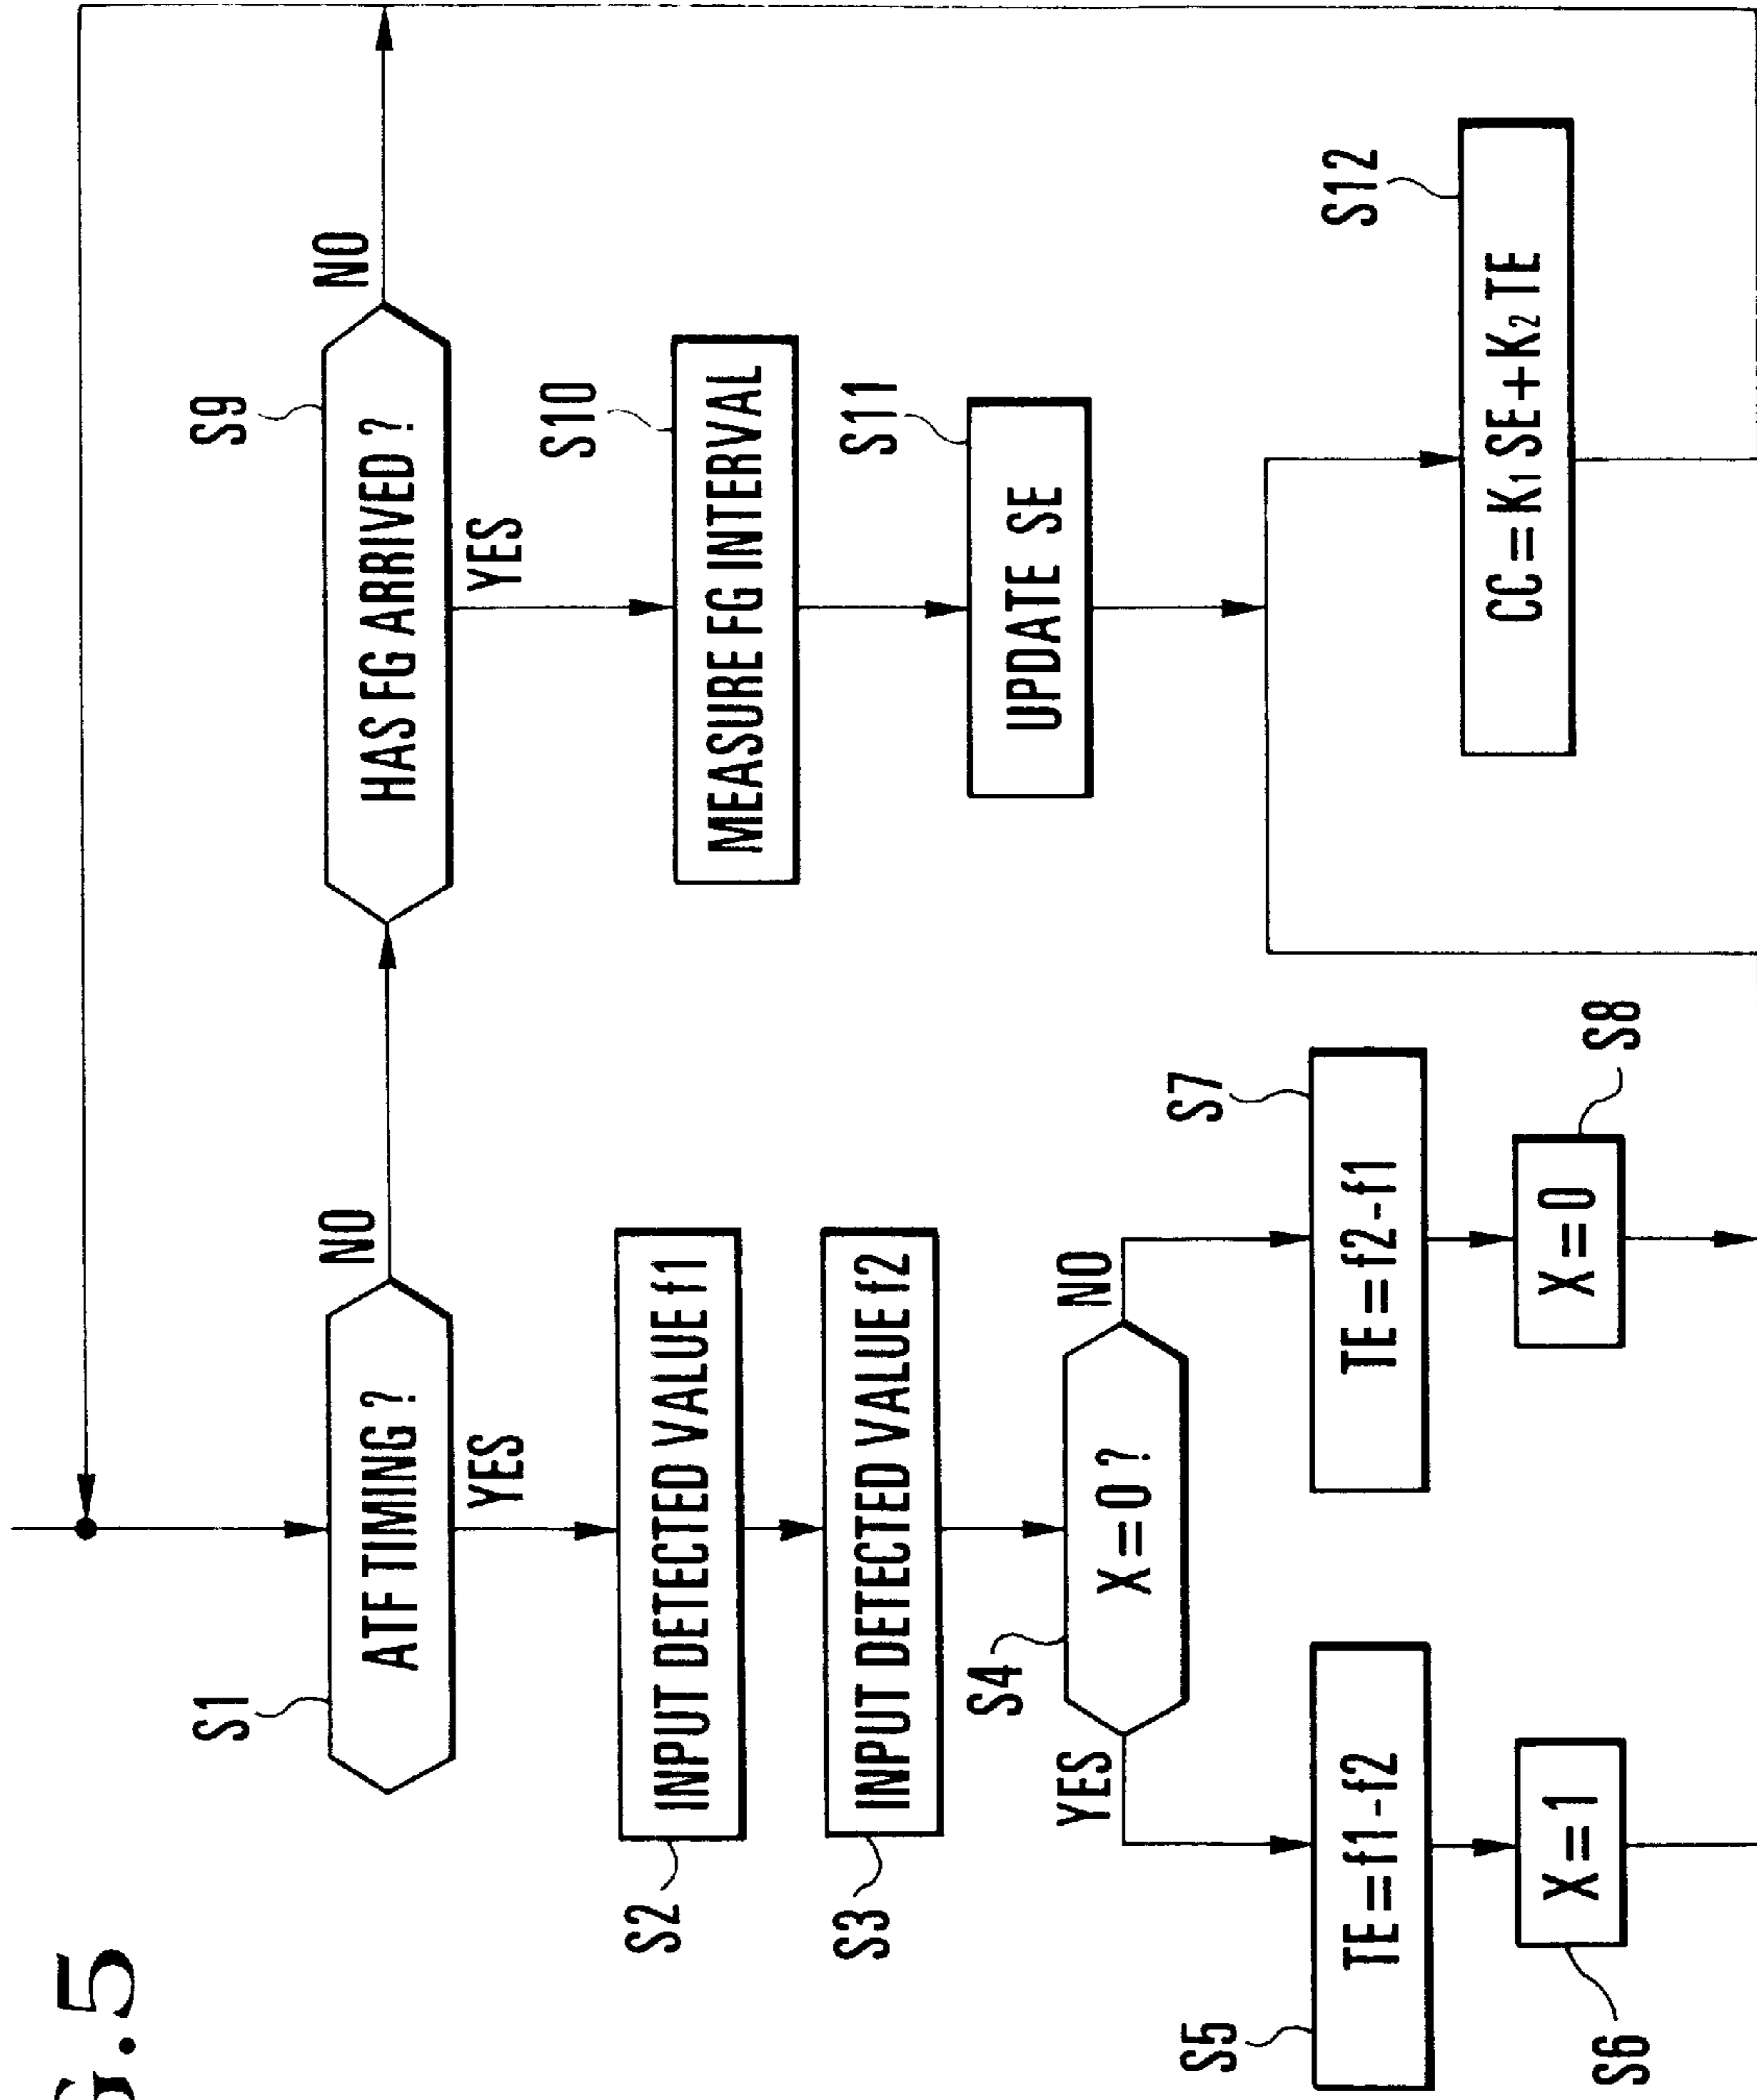 G.5
S1
ATF TIMING ?
NO
YES
S2
INPUT DETECTED VALUE f1
S3
INPUT DETECTED VALUE f2
S4
X=0 ?
YES
NO
S5
TE=f1-f2
S6
X=1
S7
TE=f2-f1
S8
X=0
S9
HAS FG ARRIVED ?
NO
YES
S10
MEASURE FG INTERVAL
S11
UPDATE SE
S12
CC=K1 SE+K2 TE